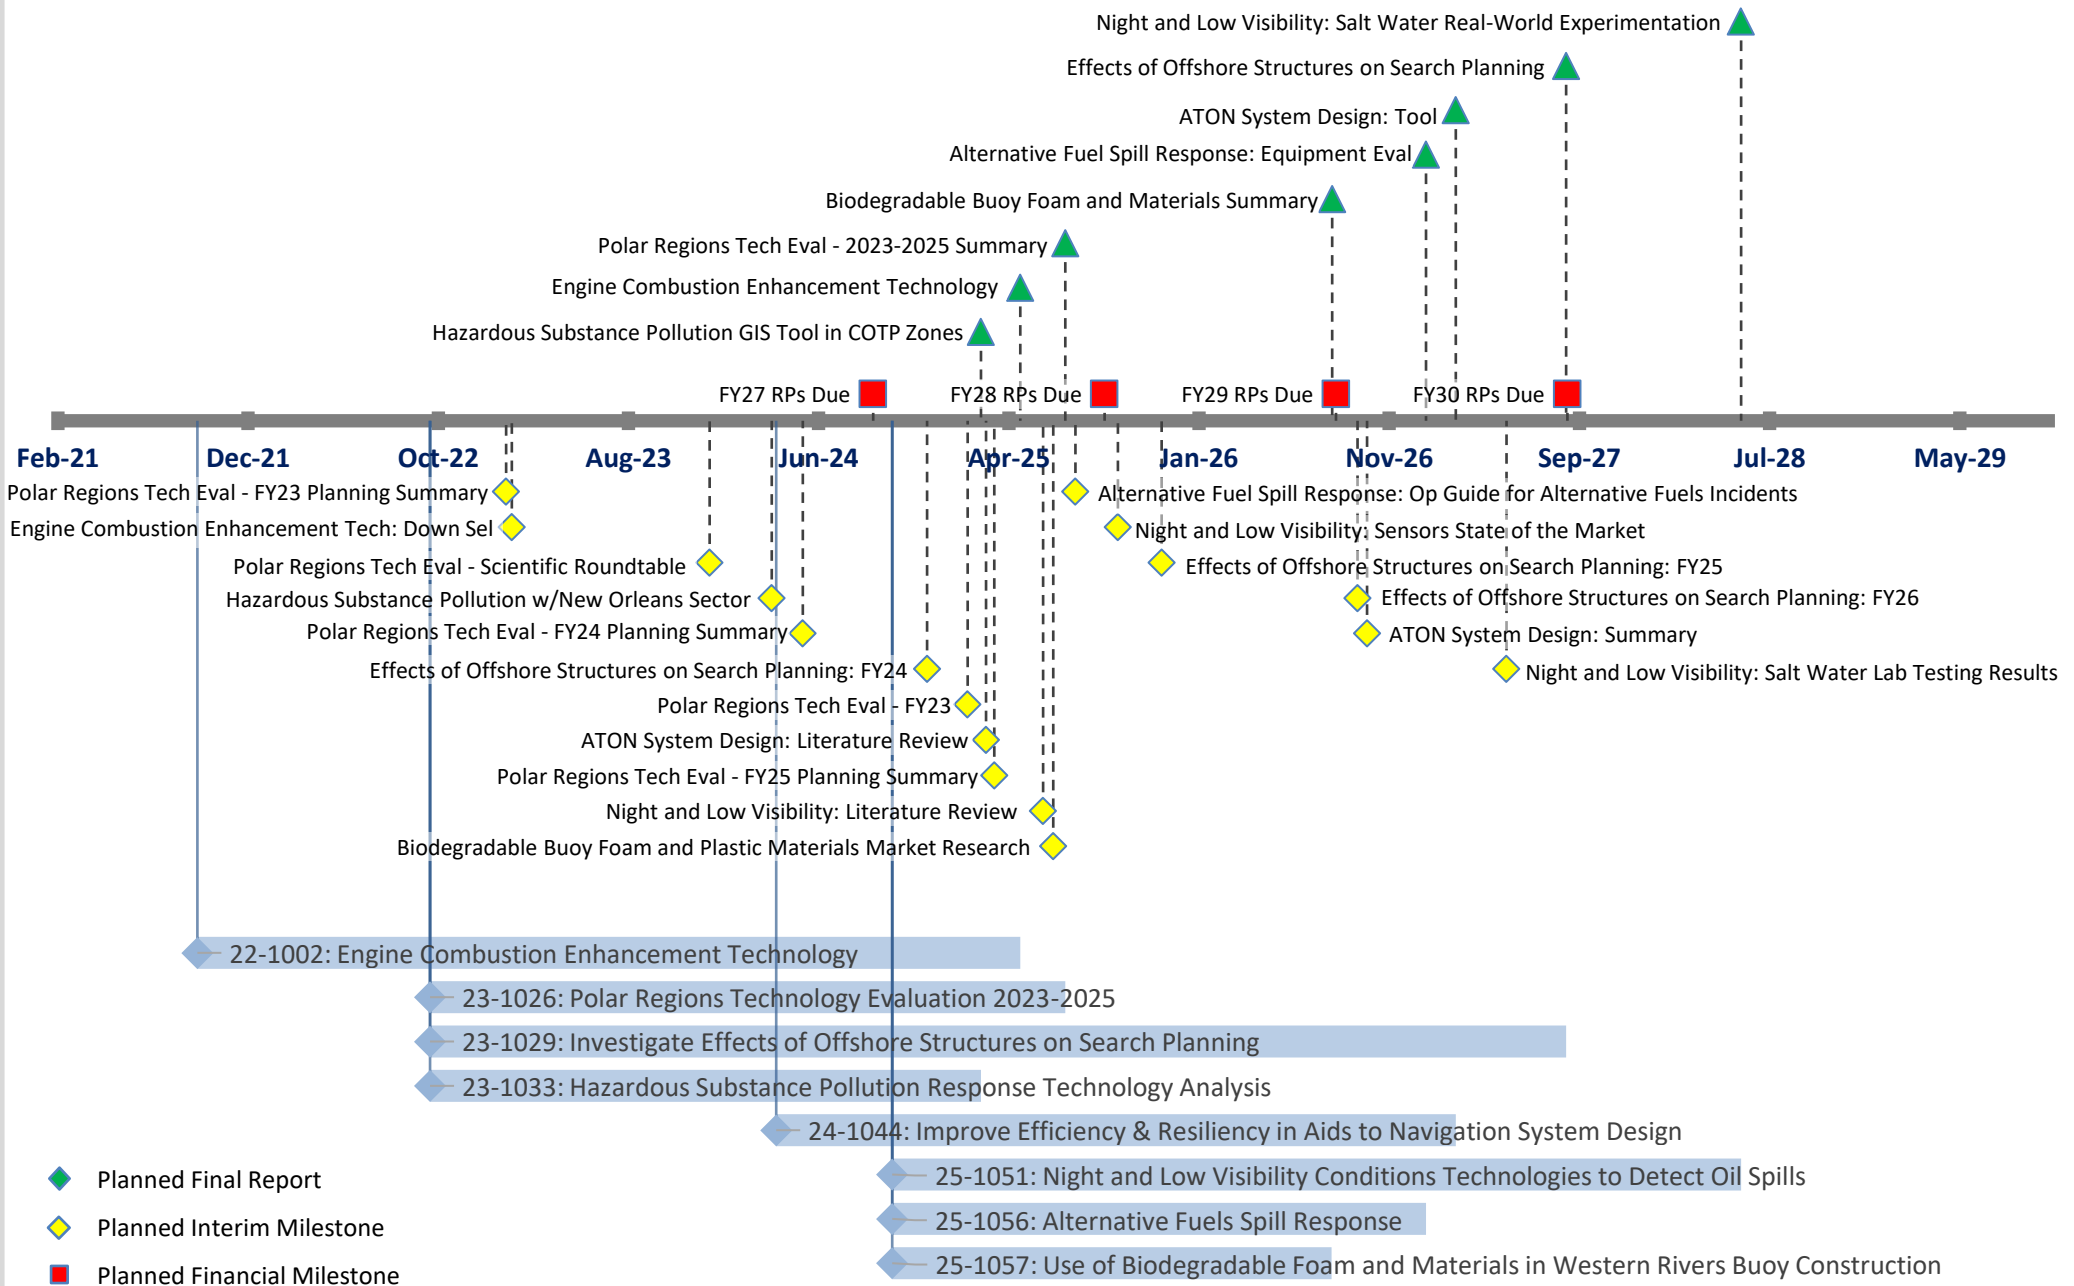 Night and Low Visibility: Salt Water Real-World Experimentation
Effects of Offshore Structures on Search Planning
ATON System Design: Tool
Alternative Fuel Spill Response: Equipment Eval
Biodegradable Buoy Foam and Materials Summary
Polar Regions Tech Eval - 2023-2025 Summary
Engine Combustion Enhancement Technology
Hazardous Substance Pollution GIS Tool in COTP Zones
FY27 RPs Due
FY28 RPs Due
FY29 RPs Due
FY30 RPs Due
Feb-21
Dec-21
Oct-22
Aug-23
Jun-24
Apr-25
Jan-26
Nov-26
Sep-27
Jul-28
May-29
Polar Regions Tech Eval - FY23 Planning Summary
Alternative Fuel Spill Response: Op Guide for Alternative Fuels Incidents
Engine Combustion Enhancement Tech: Down Sel
Night and Low Visibility: Sensors State of the Market
Polar Regions Tech Eval - Scientific Roundtable
Effects of Offshore Structures on Search Planning: FY25
Hazardous Substance Pollution w/New Orleans Sector
Effects of Offshore Structures on Search Planning: FY26
Polar Regions Tech Eval - FY24 Planning Summary
ATON System Design: Summary
Effects of Offshore Structures on Search Planning: FY24
Night and Low Visibility: Salt Water Lab Testing Results
Polar Regions Tech Eval - FY23
ATON System Design: Literature Review
Polar Regions Tech Eval - FY25 Planning Summary
Night and Low Visibility: Literature Review
Biodegradable Buoy Foam and Plastic Materials Market Research
22-1002: Engine Combustion Enhancement Technology
23-1026: Polar Regions Technology Evaluation 2023-2025
23-1029: Investigate Effects of Offshore Structures on Search Planning
23-1033: Hazardous Substance Pollution Response Technology Analysis
24-1044: Improve Efficiency & Resiliency in Aids to Navigation System Design
25-1051: Night and Low Visibility Conditions Technologies to Detect Oil Spills
25-1056: Alternative Fuels Spill Response
25-1057: Use of Biodegradable Foam and Materials in Western Rivers Buoy Construction
Planned Final Report
Planned Interim Milestone
Planned Financial Milestone